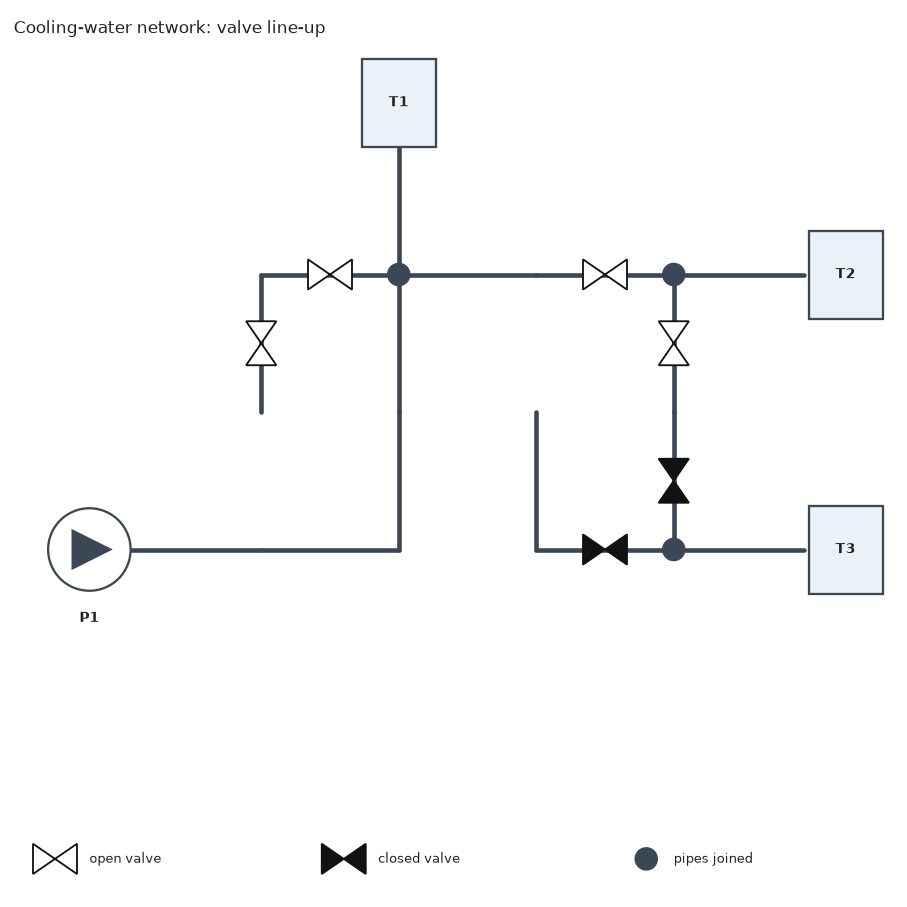 Cooling-water network: valve line-up
T1
T2
T3
P1
open valve
closed valve
pipes joined